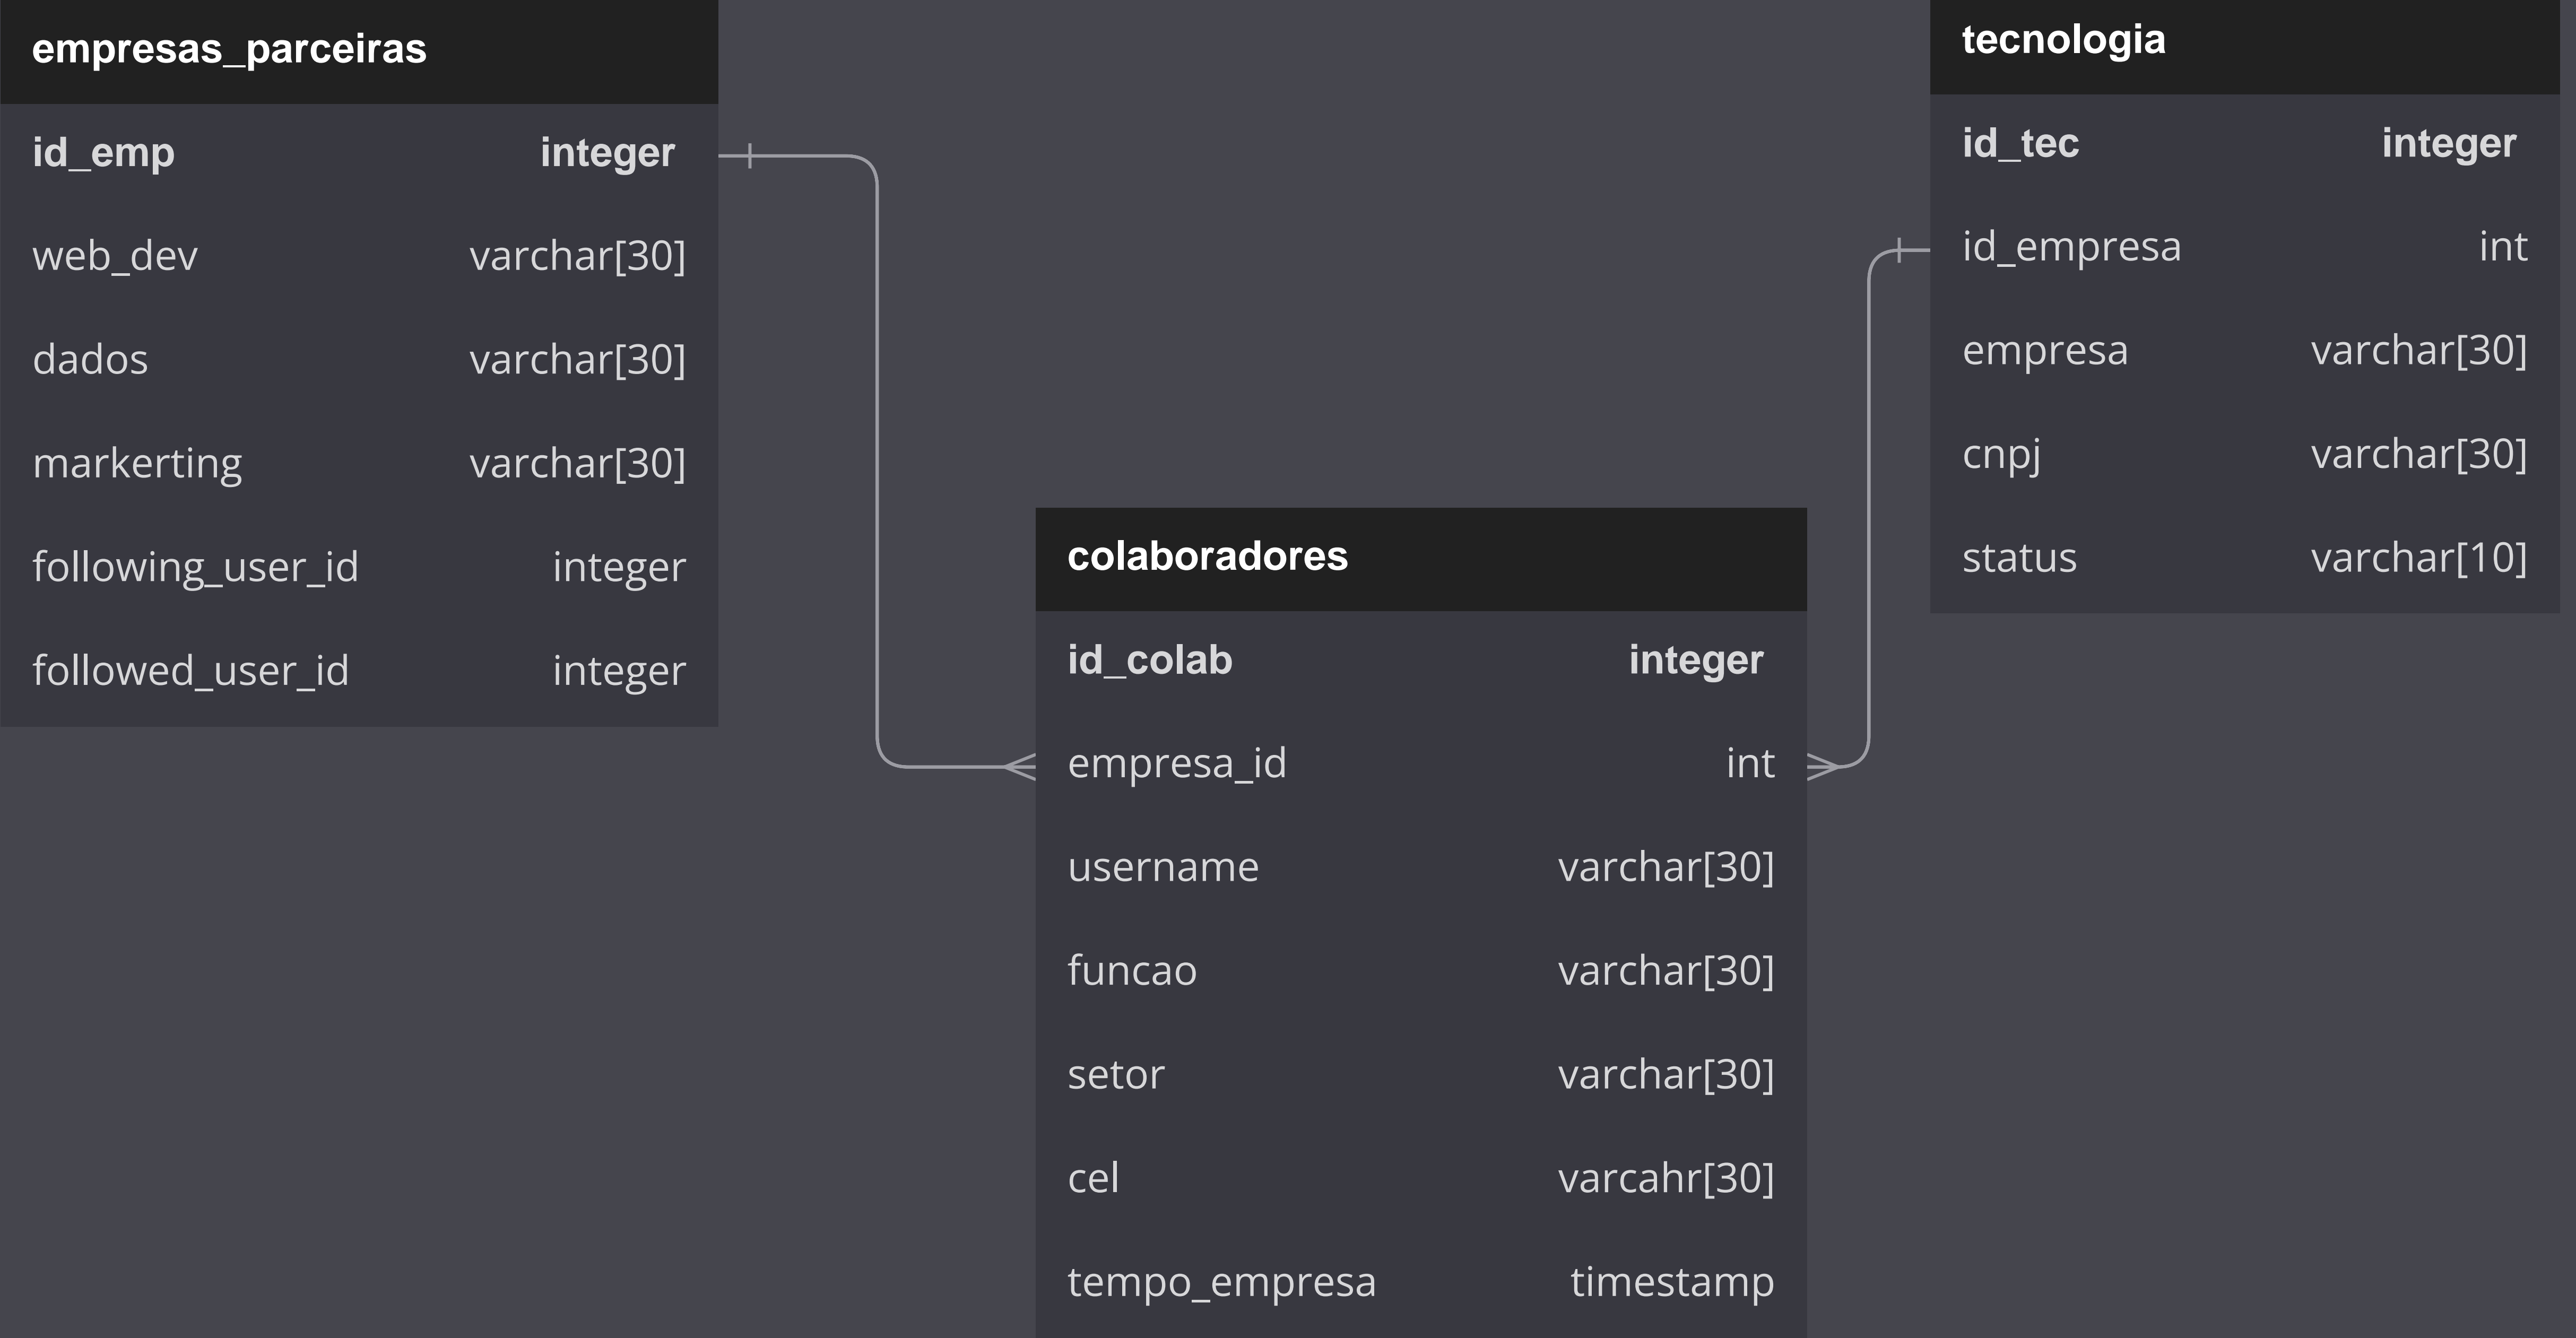 empresas_parceiras
id_emp integer
web_dev varchar[30]
dados varchar[30]
markerting varchar[30]
following_user_id integer
followed_user_id integer
tecnologia
id_tec integer
id_empresa int
empresa varchar[30]
cnpj varchar[30]
status varchar[10]
colaboradores
id_colab integer
empresa_id int
username varchar[30]
funcao varchar[30]
setor varchar[30]
cel varcahr[30]
tempo_empresa timestamp